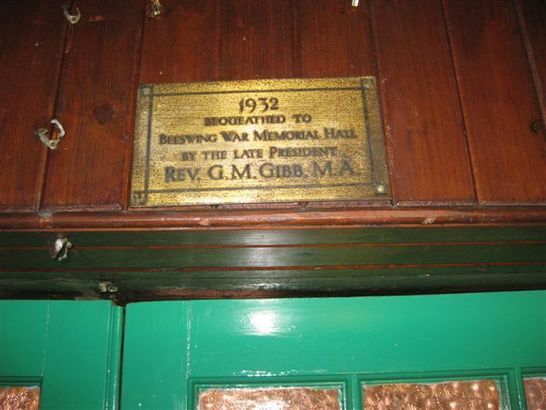 1932
BEQUEATHED TO
BEESWING WAR MEMORIAL HALL
BY THE LATE PRESIDENT
REV. G.M. GIBB, M.A.